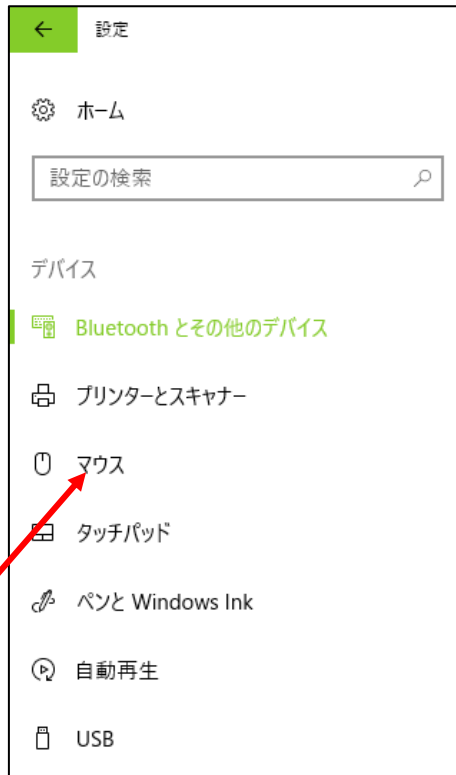 設定
ホーム
設定の検索
デバイス
Bluetooth とその他のデバイス
プリンターとスキャナー
マウス
タッチパッド
ペンと Windows Ink
自動再生
USB